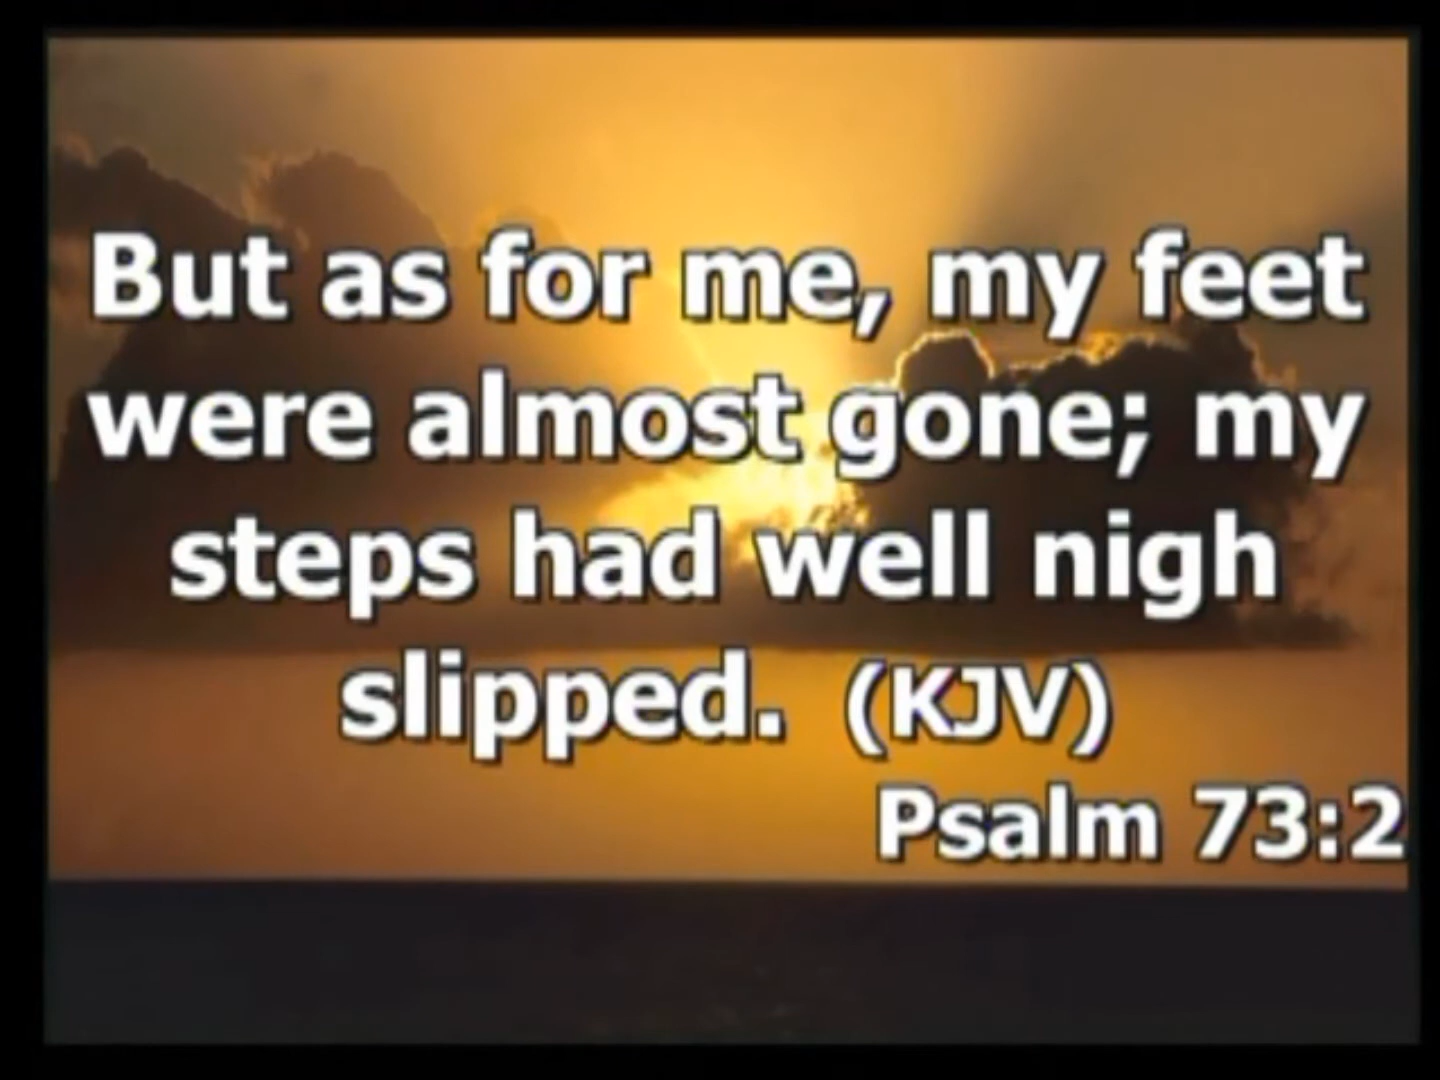 But as for me, my feet
were almost gone; my
steps had well nigh
slipped. (KJV)
Psalm 73:2